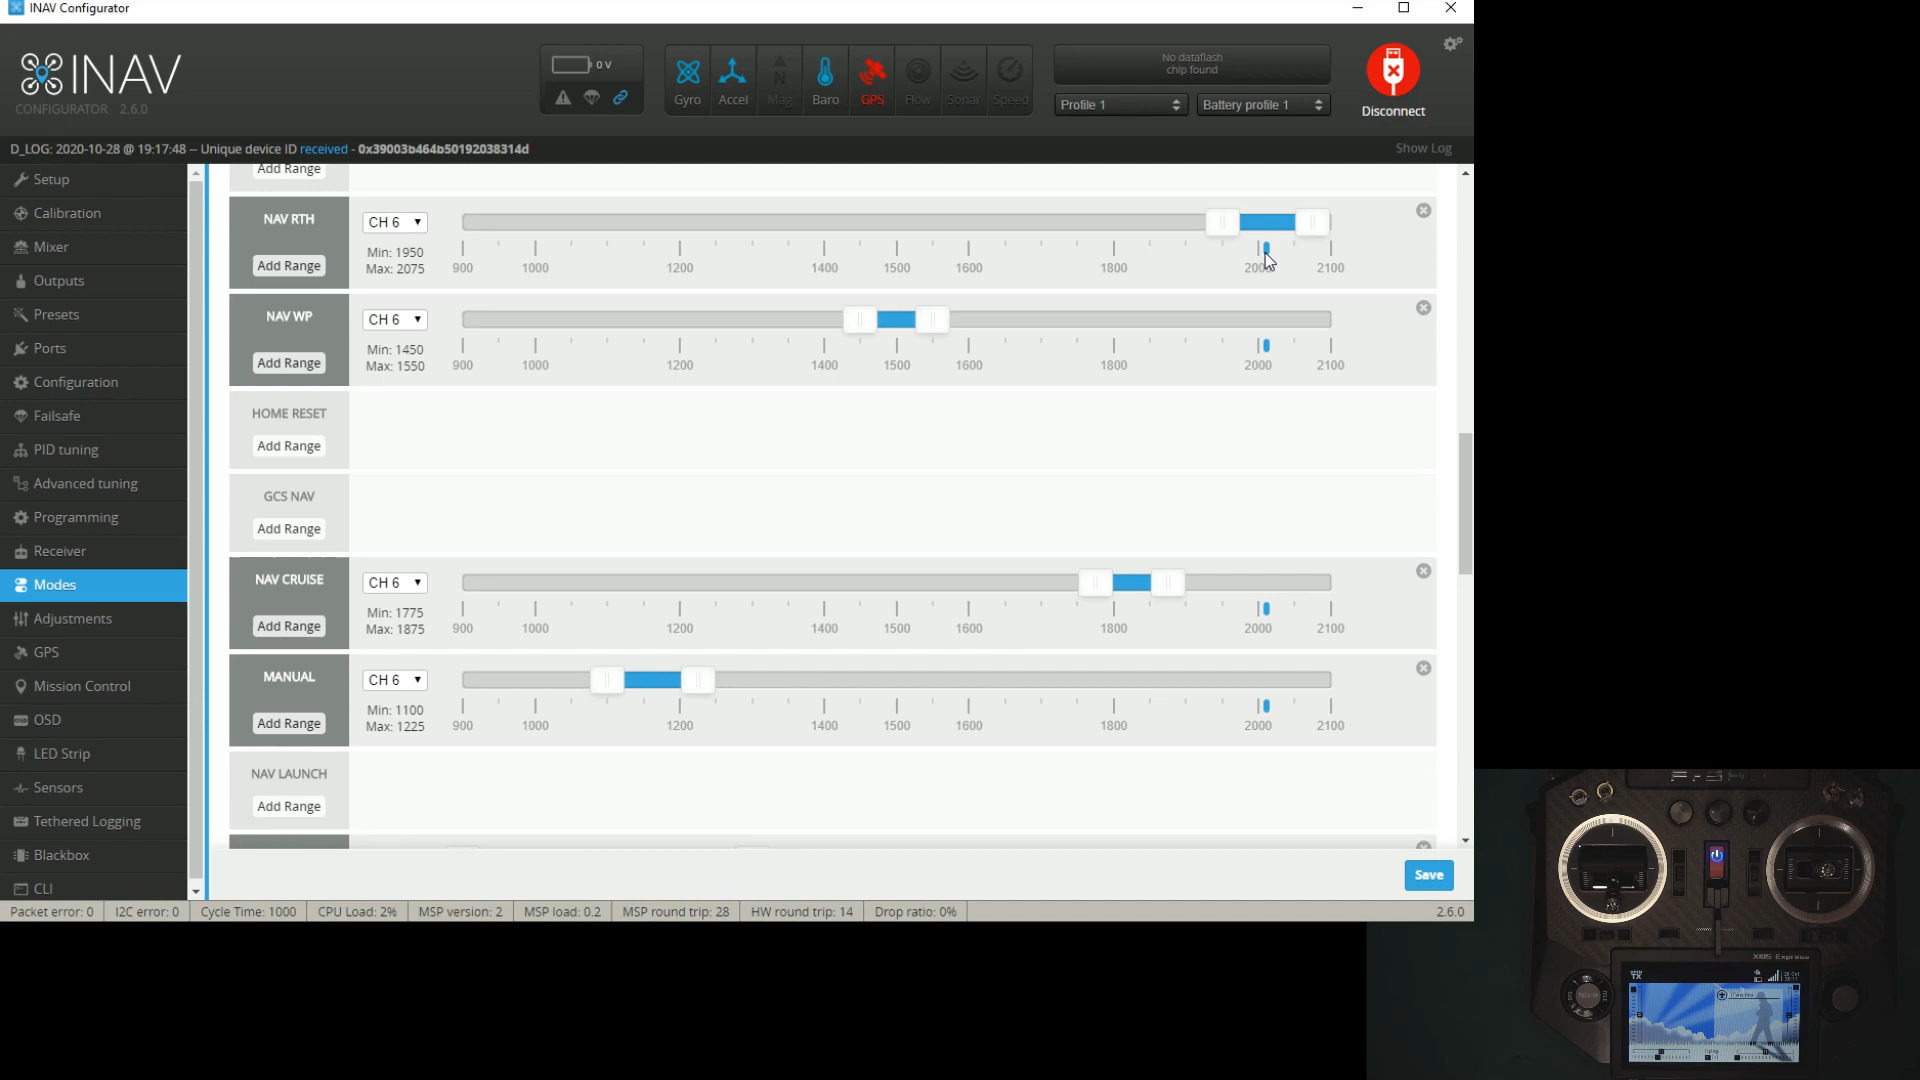 INAV Configurator
INAV
CONFIGURATOR 2.6.0
0 V
Gyro Accel Mag Baro GPS Flow Sonar Speed
No dataflash
chip found
Profile 1 Battery profile 1
Disconnect
D_LOG: 2020-10-28 @ 19:17:48 -- Unique device ID received - 0x39003b464b50192038314d
Show Log
Setup
Calibration
Mixer
Outputs
Presets
Ports
Configuration
Failsafe
PID tuning
Advanced tuning
Programming
Receiver
Modes
Adjustments
GPS
Mission Control
OSD
LED Strip
Sensors
Tethered Logging
Blackbox
CLI
Add Range
NAV RTH
Add Range
CH 6
Min: 1950
Max: 2075
900 1000 1200 1400 1500 1600 1800 2000 2100
NAV WP
Add Range
CH 6
Min: 1450
Max: 1550
900 1000 1200 1400 1500 1600 1800 2000 2100
HOME RESET
Add Range
GCS NAV
Add Range
NAV CRUISE
Add Range
CH 6
Min: 1775
Max: 1875
900 1000 1200 1400 1500 1600 1800 2000 2100
MANUAL
Add Range
CH 6
Min: 1100
Max: 1225
900 1000 1200 1400 1500 1600 1800 2000 2100
NAV LAUNCH
Add Range
Save
Packet error: 0 I2C error: 0 Cycle Time: 1000 CPU Load: 2% MSP version: 2 MSP load: 0.2 MSP round trip: 28 HW round trip: 14 Drop ratio: 0% 2.6.0
X10S Express